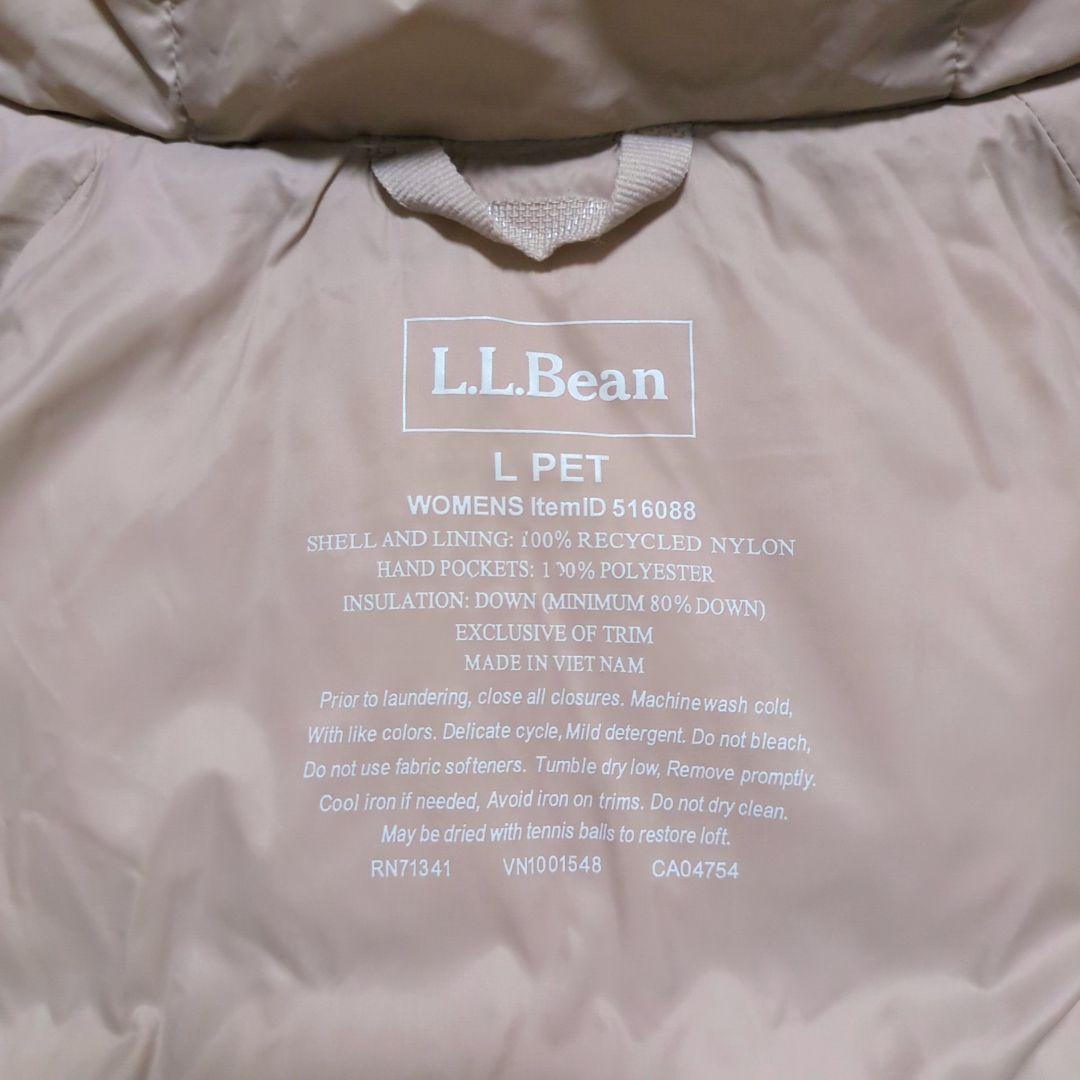 L.L.Bean
L PET
WOMENS ItemID 516088
SHELL AND LINING: 100% RECYCLED NYLON
HAND POCKETS: 100% POLYESTER
INSULATION: DOWN (MINIMUM 80% DOWN)
EXCLUSIVE OF TRIM
MADE IN VIET NAM
Prior to laundering, close all closures. Machine wash cold,
With like colors. Delicate cycle, Mild detergent. Do not bleach,
Do not use fabric softeners. Tumble dry low, Remove promptly.
Cool iron if needed, Avoid iron on trims. Do not dry clean.
May be dried with tennis balls to restore loft.
RN71341 VN1001548 CA04754